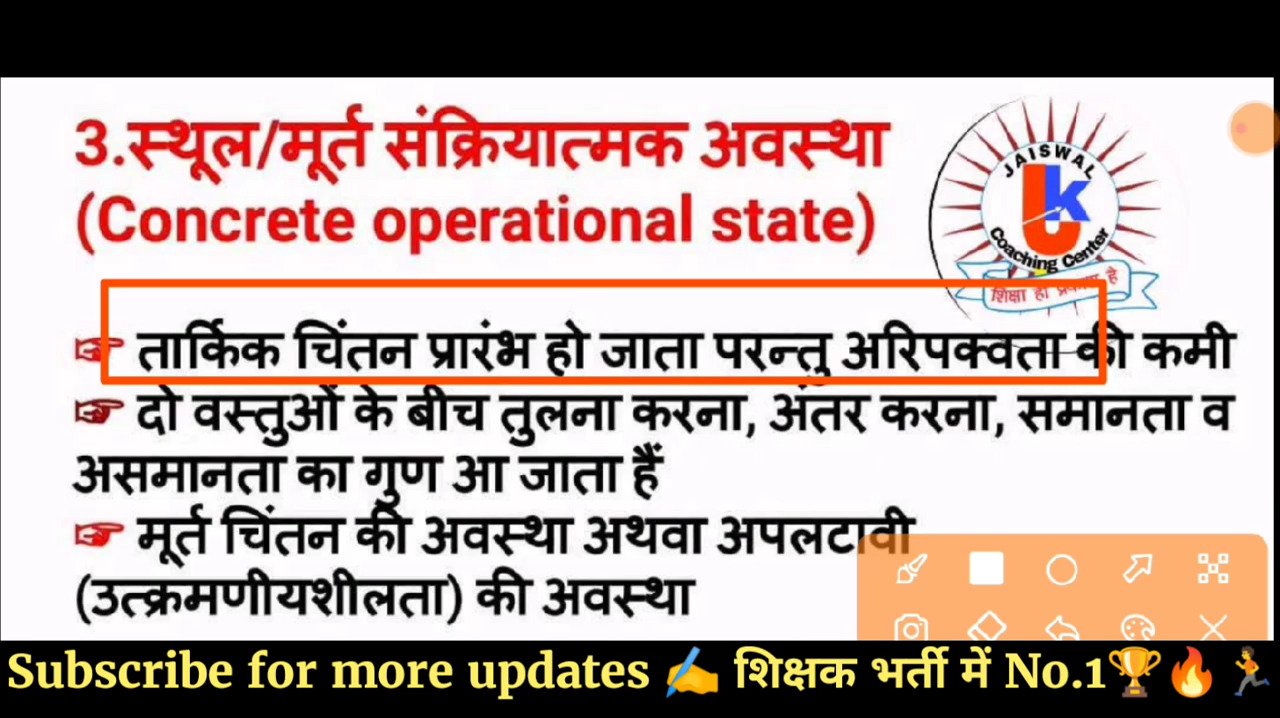 3.स्थूल/मूर्त संक्रियात्मक अवस्था
(Concrete operational state)
JAISWAL
Jk
Coaching Center
शिक्षा ही प्रकाश है
☞ तार्किक चिंतन प्रारंभ हो जाता परन्तु अरिपक्वता की कमी
☞ दो वस्तुओं के बीच तुलना करना, अंतर करना, समानता व
असमानता का गुण आ जाता हैं
☞ मूर्त चिंतन की अवस्था अथवा अपलटावी
(उत्क्रमणीयशीलता) की अवस्था
Subscribe for more updates ✍️ शिक्षक भर्ती में No.1🏆🔥🏃